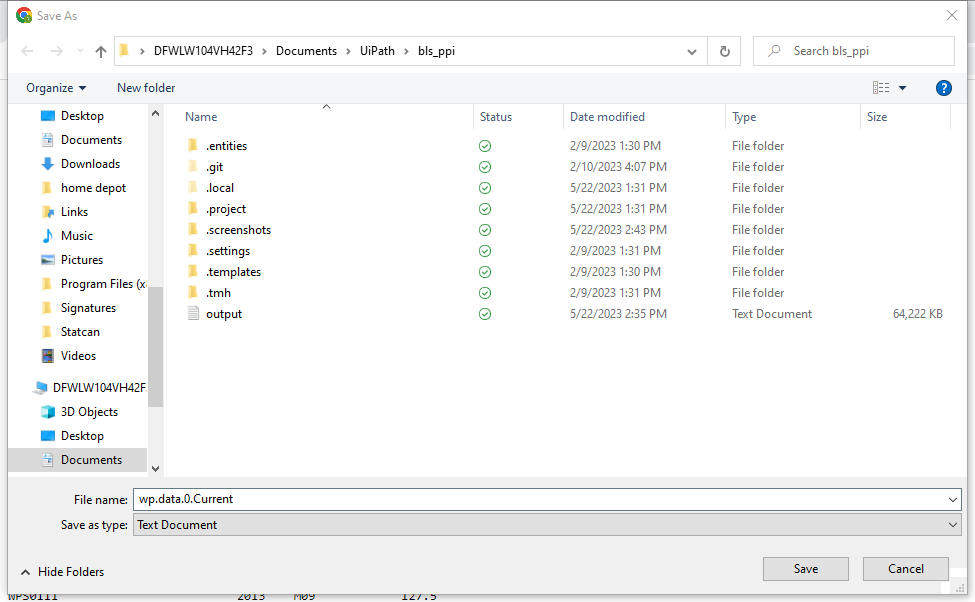 Save As
DFWLW104VH42F3 > Documents > UiPath > bls_ppi
Search bls_ppi
Organize New folder
Desktop
Documents
Downloads
home depot
Links
Music
Pictures
Program Files (x
Signatures
Statcan
Videos
DFWLW104VH42F
3D Objects
Desktop
Documents
Name Status Date modified Type Size
.entities 2/9/2023 1:30 PM File folder
.git 2/10/2023 4:07 PM File folder
.local 5/22/2023 1:31 PM File folder
.project 5/22/2023 1:31 PM File folder
.screenshots 5/22/2023 2:43 PM File folder
.settings 2/9/2023 1:31 PM File folder
.templates 2/9/2023 1:30 PM File folder
.tmh 2/9/2023 1:31 PM File folder
output 5/22/2023 2:35 PM Text Document 64,222 KB
File name: wp.data.0.Current
Save as type: Text Document
Hide Folders Save Cancel
WPS0111 2013 M09 127.5